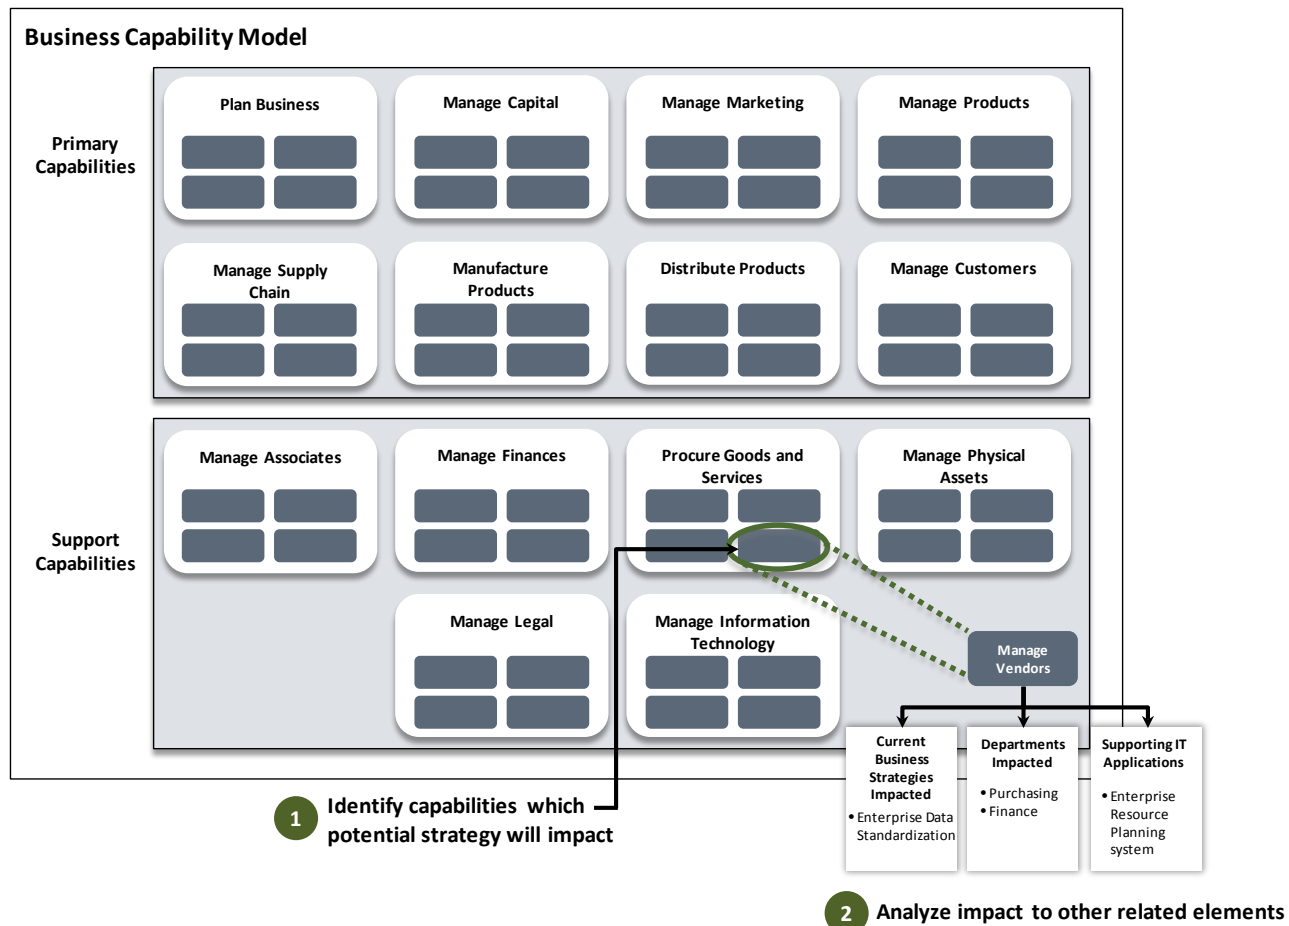 Business Capability Model
Primary
Capabilities
Plan Business
Manage Capital
Manage Marketing
Manage Products
Manage Supply
Chain
Manufacture
Products
Distribute Products
Manage Customers
Support
Capabilities
Manage Associates
Manage Finances
Procure Goods and
Services
Manage Physical
Assets
Manage Legal
Manage Information
Technology
Manage
Vendors
Current
Business
Strategies
Impacted
• Enterprise Data
Standardization
Departments
Impacted
• Purchasing
• Finance
Supporting IT
Applications
• Enterprise
Resource
Planning
system
1
Identify capabilities which
potential strategy will impact
2
Analyze impact to other related elements